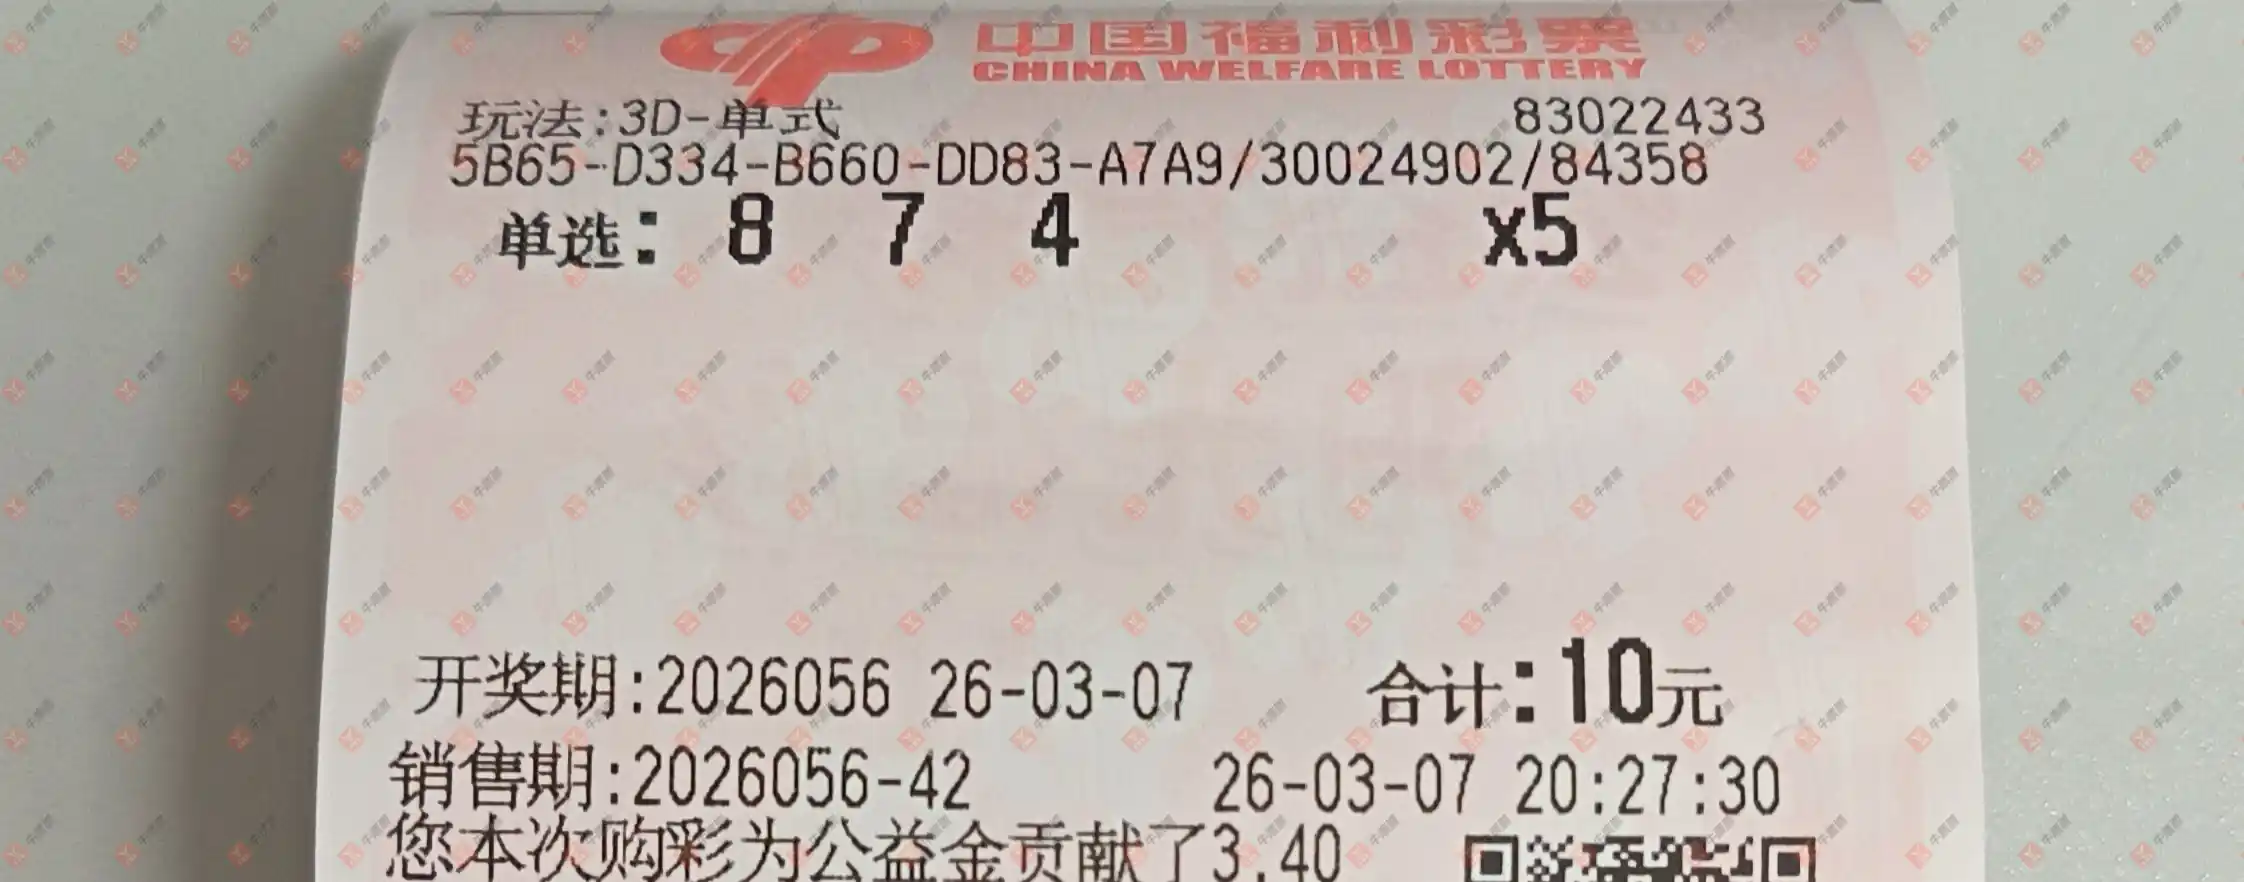 中国福利彩票
CHINA WELFARE LOTTERY
玩法:3D-单式 83022433
5B65-D334-B660-DD83-A7A9/30024902/84358
单选: 8 7 4 x5
开奖期:2026056 26-03-07 合计:10元
销售期:2026056-42 26-03-07 20:27:30
您本次购彩为公益金贡献了3.40